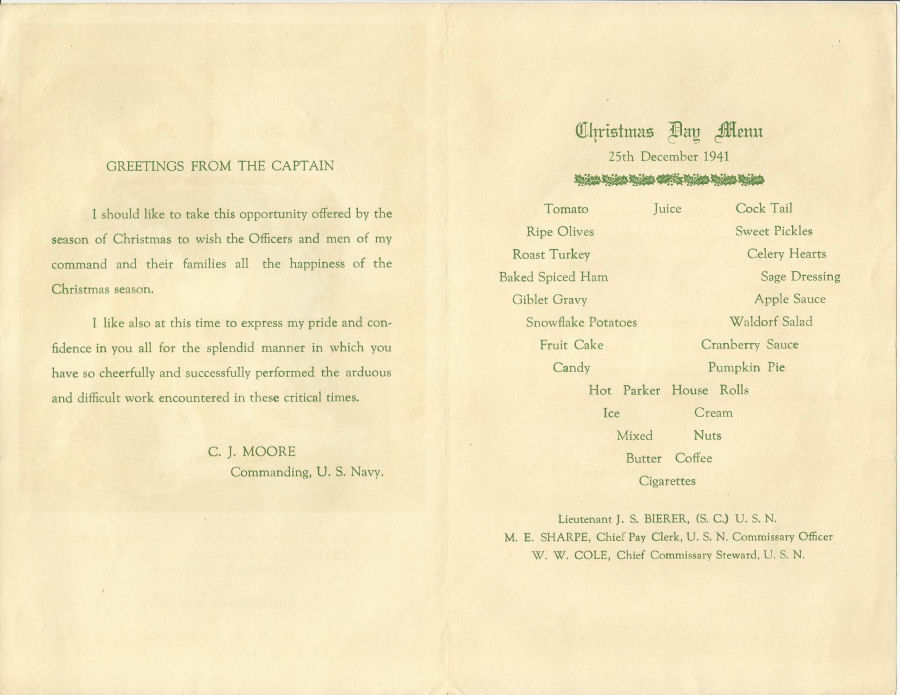 GREETINGS FROM THE CAPTAIN
I should like to take this opportunity offered by the
season of Christmas to wish the Officers and men of my
command and their families all the happiness of the
Christmas season.
I like also at this time to express my pride and con-
fidence in you all for the splendid manner in which you
have so cheerfully and successfully performed the arduous
and difficult work encountered in these critical times.
C. J. MOORE
Commanding, U. S. Navy.
Christmas Day Menu
25th December 1941
Tomato Juice Cock Tail
Ripe Olives Sweet Pickles
Roast Turkey Celery Hearts
Baked Spiced Ham Sage Dressing
Giblet Gravy Apple Sauce
Snowflake Potatoes Waldorf Salad
Fruit Cake Cranberry Sauce
Candy Pumpkin Pie
Hot Parker House Rolls
Ice Cream
Mixed Nuts
Butter Coffee
Cigarettes
Lieutenant J. S. BIERER, (S. C.) U. S. N.
M. E. SHARPE, Chief Pay Clerk, U. S. N. Commissary Officer
W. W. COLE, Chief Commissary Steward, U. S. N.